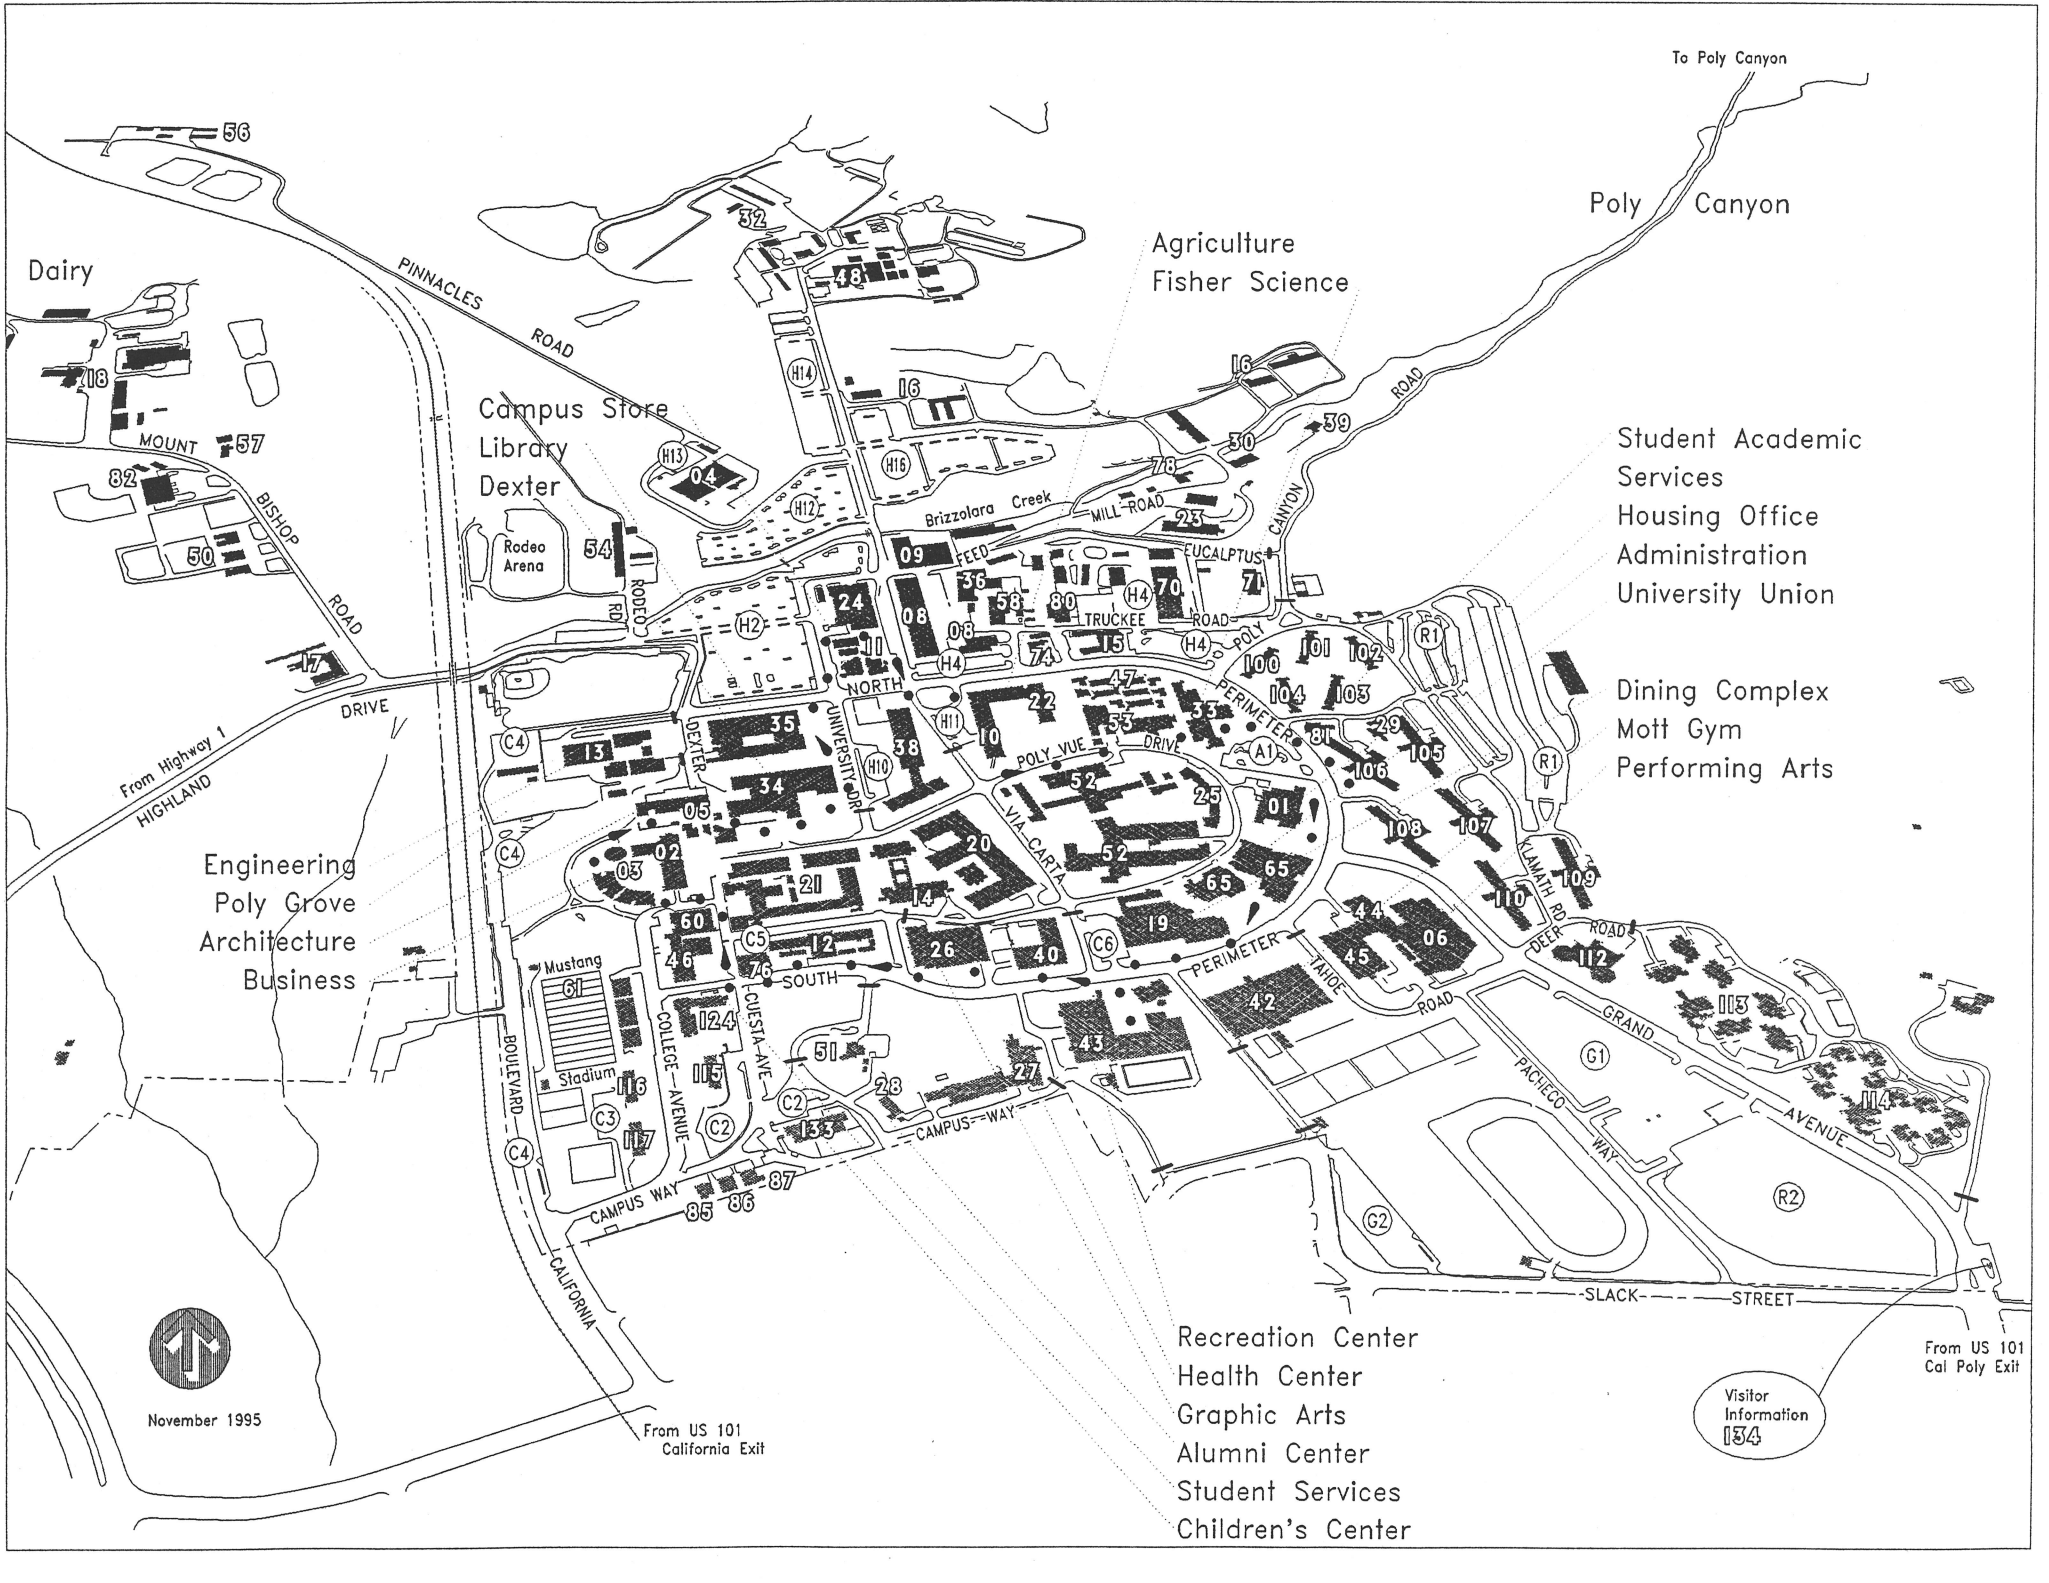 To Poly Canyon
56
Poly Canyon
32
Agriculture
Fisher Science
Dairy
PINNACLES
ROAD
48
18
H14
16
16
ROAD
Campus Store
Library
Dexter
39
30
Student Academic
Services
Housing Office
Administration
University Union
MOUNT
57
82
BISHOP
ROAD
50
H13
04
H16
78
H12
Brizzolara Creek
MILL ROAD
23
CANYON
Rodeo
Arena
54
RODEO
RD
09
FEED
EUCALPTUS
36
58
80
H4
70
71
24
08
08
TRUCKEE
ROAD
POLY
H2
11
H4
74
15
H4
101
102
100
104
103
R1
17
DRIVE
NORTH
PERIMETER
47
22
Dining Complex
Mott Gym
Performing Arts
From Highway 1
HIGHLAND
C4
13
DEXTER
35
UNIVERSITY
DR
38
H11
10
53
33
POLY VUE
DRIVE
A1
81
29
105
106
R1
H10
34
52
25
01
05
VIA CARTA
108
107
C4
02
03
20
52
65
65
KLAMATH RD
109
110
21
14
Engineering
Poly Grove
Architecture
Business
60
C5
12
19
44
06
45
DEER
ROAD
112
46
76
26
40
C6
PERIMETER
TAHOE
ROAD
Mustang
61
Stadium
SOUTH
113
124
CUESTA AVE
COLLEGE AVENUE
42
GRAND
AVENUE
BOULEVARD
51
43
G1
PACHECO
WAY
116
115
28
27
114
C3
C2
C2
133
CAMPUS WAY
117
C4
87
86
85
CAMPUS WAY
R2
G2
CALIFORNIA
SLACK STREET
November 1995
Recreation Center
Health Center
Graphic Arts
Alumni Center
Student Services
Children's Center
From US 101
Cal Poly Exit
Visitor
Information
134
From US 101
California Exit